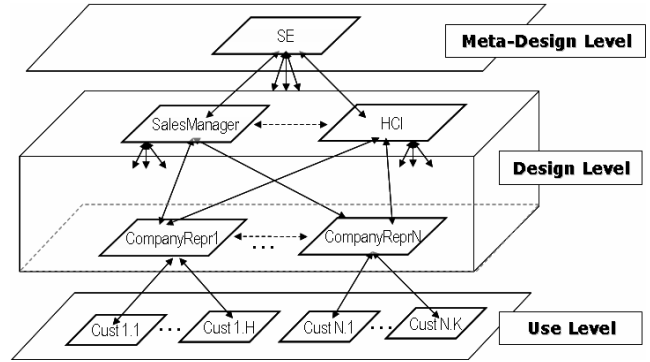 SE
Meta-Design Level
SalesManager
HCI
Design Level
CompanyRepr1
...
CompanyReprN
Cust 1.1
...
Cust 1.H
Cust N.1
...
Cust N.K
Use Level